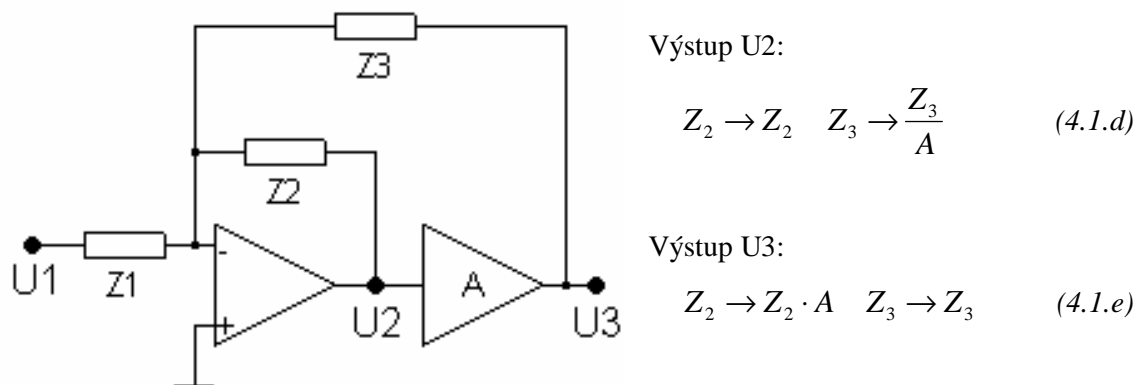 Z3
Z2
Z1
-
+
A
U1
U2
U3
Výstup U2:
Z₂ → Z₂   Z₃ → Z₃/A   (4.1.d)
Výstup U3:
Z₂ → Z₂ · A   Z₃ → Z₃   (4.1.e)